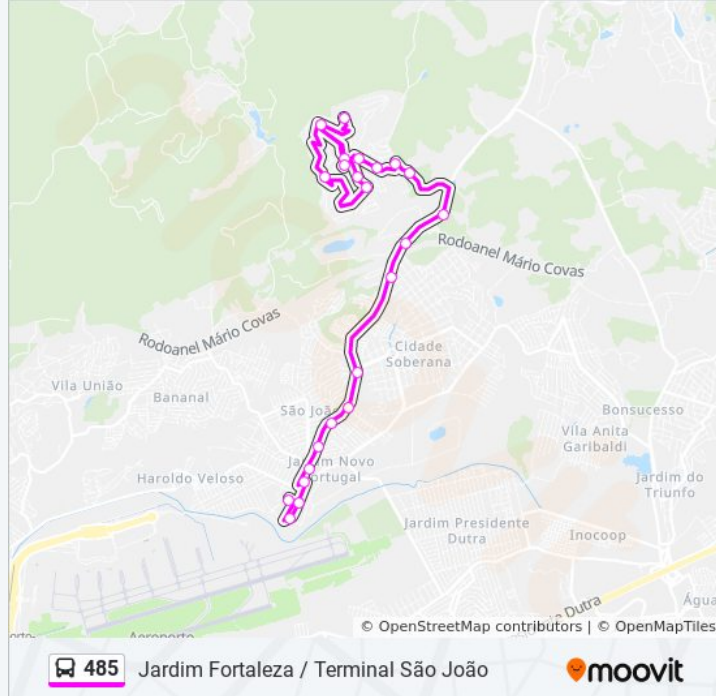 Rodoanel Mário Covas
Rodoanel Mário Covas
Cidade
Soberana
Vila União
Bananal
São João
Bonsucesso
Vila Anita
Garibaldi
Jardim Novo
Portugal
Haroldo Veloso
Jardim do
Triunfo
Jardim Presidente
Dutra
Inocoop
Água
Dutra
© OpenStreetMap contributors | © OpenMapTiles
Aeroporto
485 Jardim Fortaleza / Terminal São João
moovit